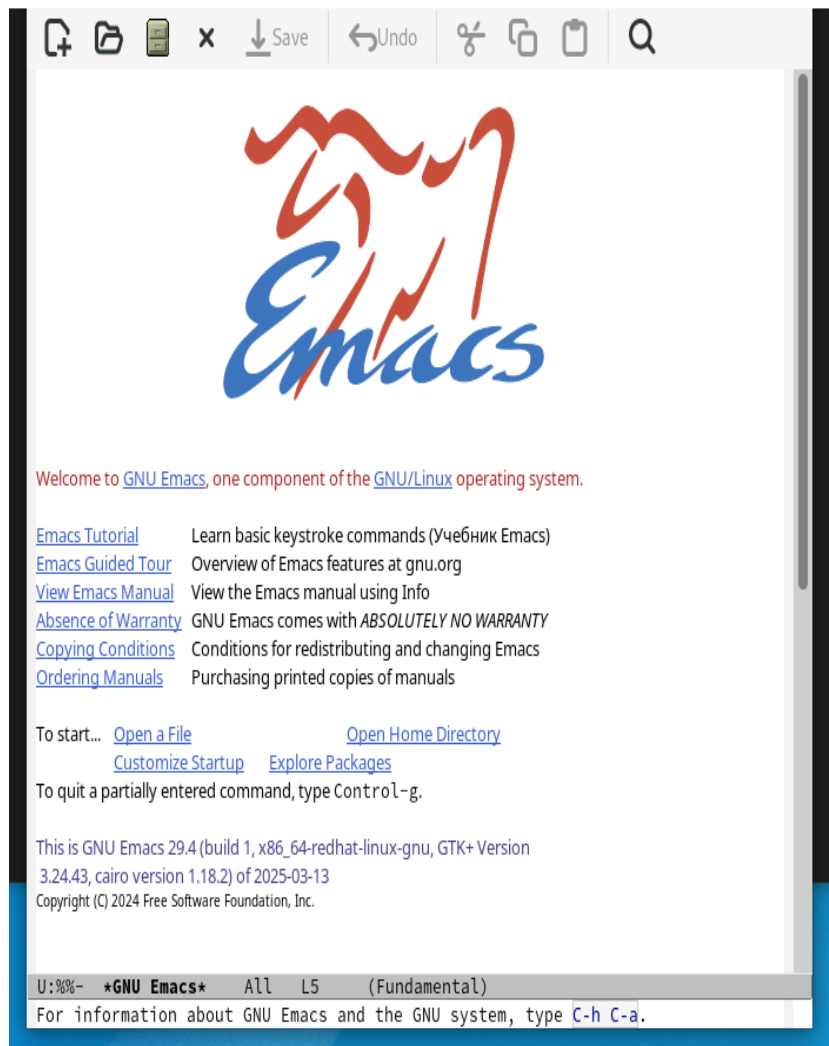 Save Undo
Emacs
Welcome to GNU Emacs, one component of the GNU/Linux operating system.
Emacs Tutorial Learn basic keystroke commands (Учебник Emacs)
Emacs Guided Tour Overview of Emacs features at gnu.org
View Emacs Manual View the Emacs manual using Info
Absence of Warranty GNU Emacs comes with ABSOLUTELY NO WARRANTY
Copying Conditions Conditions for redistributing and changing Emacs
Ordering Manuals Purchasing printed copies of manuals
To start... Open a File Open Home Directory
Customize Startup Explore Packages
To quit a partially entered command, type Control-g.
This is GNU Emacs 29.4 (build 1, x86_64-redhat-linux-gnu, GTK+ Version
3.24.43, cairo version 1.18.2) of 2025-03-13
Copyright (C) 2024 Free Software Foundation, Inc.
U:%%- *GNU Emacs* All L5 (Fundamental)
For information about GNU Emacs and the GNU system, type C-h C-a.